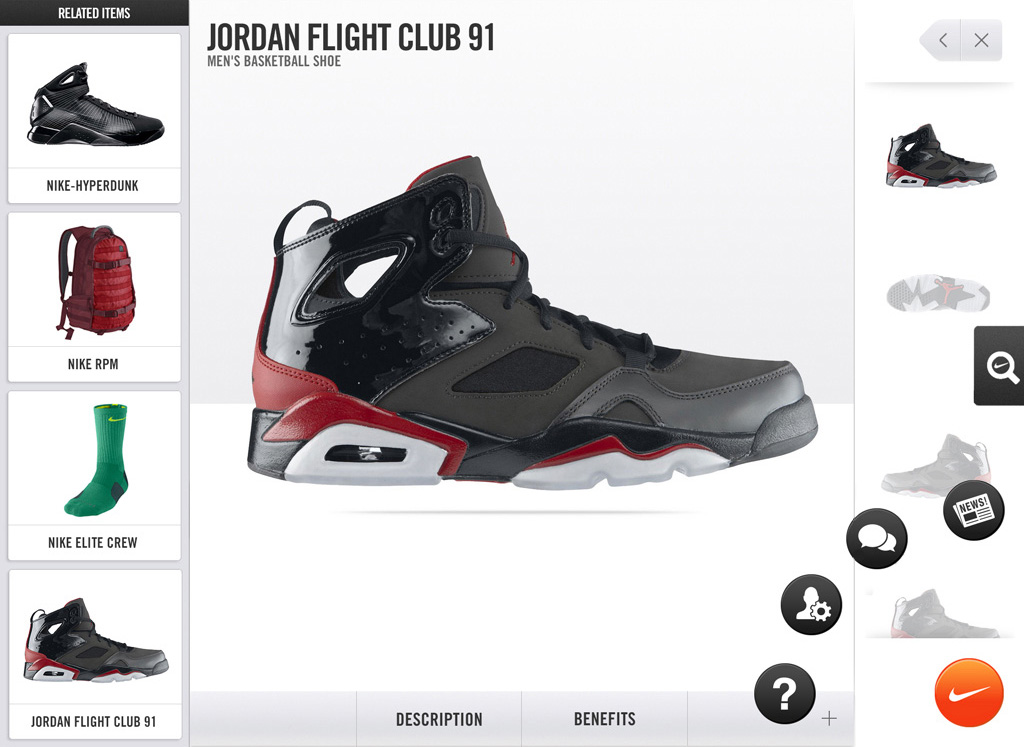 RELATED ITEMS
NIKE-HYPERDUNK
NIKE RPM
NIKE ELITE CREW
JORDAN FLIGHT CLUB 91
JORDAN FLIGHT CLUB 91
MEN'S BASKETBALL SHOE
DESCRIPTION
BENEFITS
?
+
NEWS!